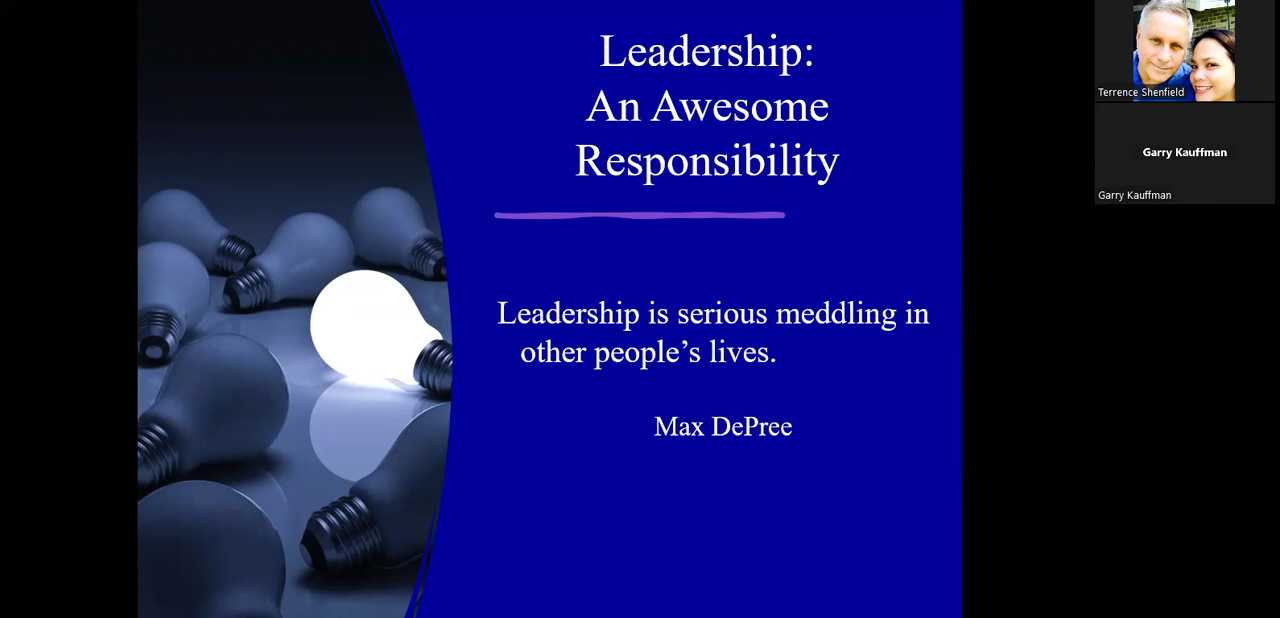 Leadership:
An Awesome
Responsibility
Leadership is serious meddling in
other people’s lives.
Max DePree
Terrence Shenfield
Garry Kauffman
Garry Kauffman